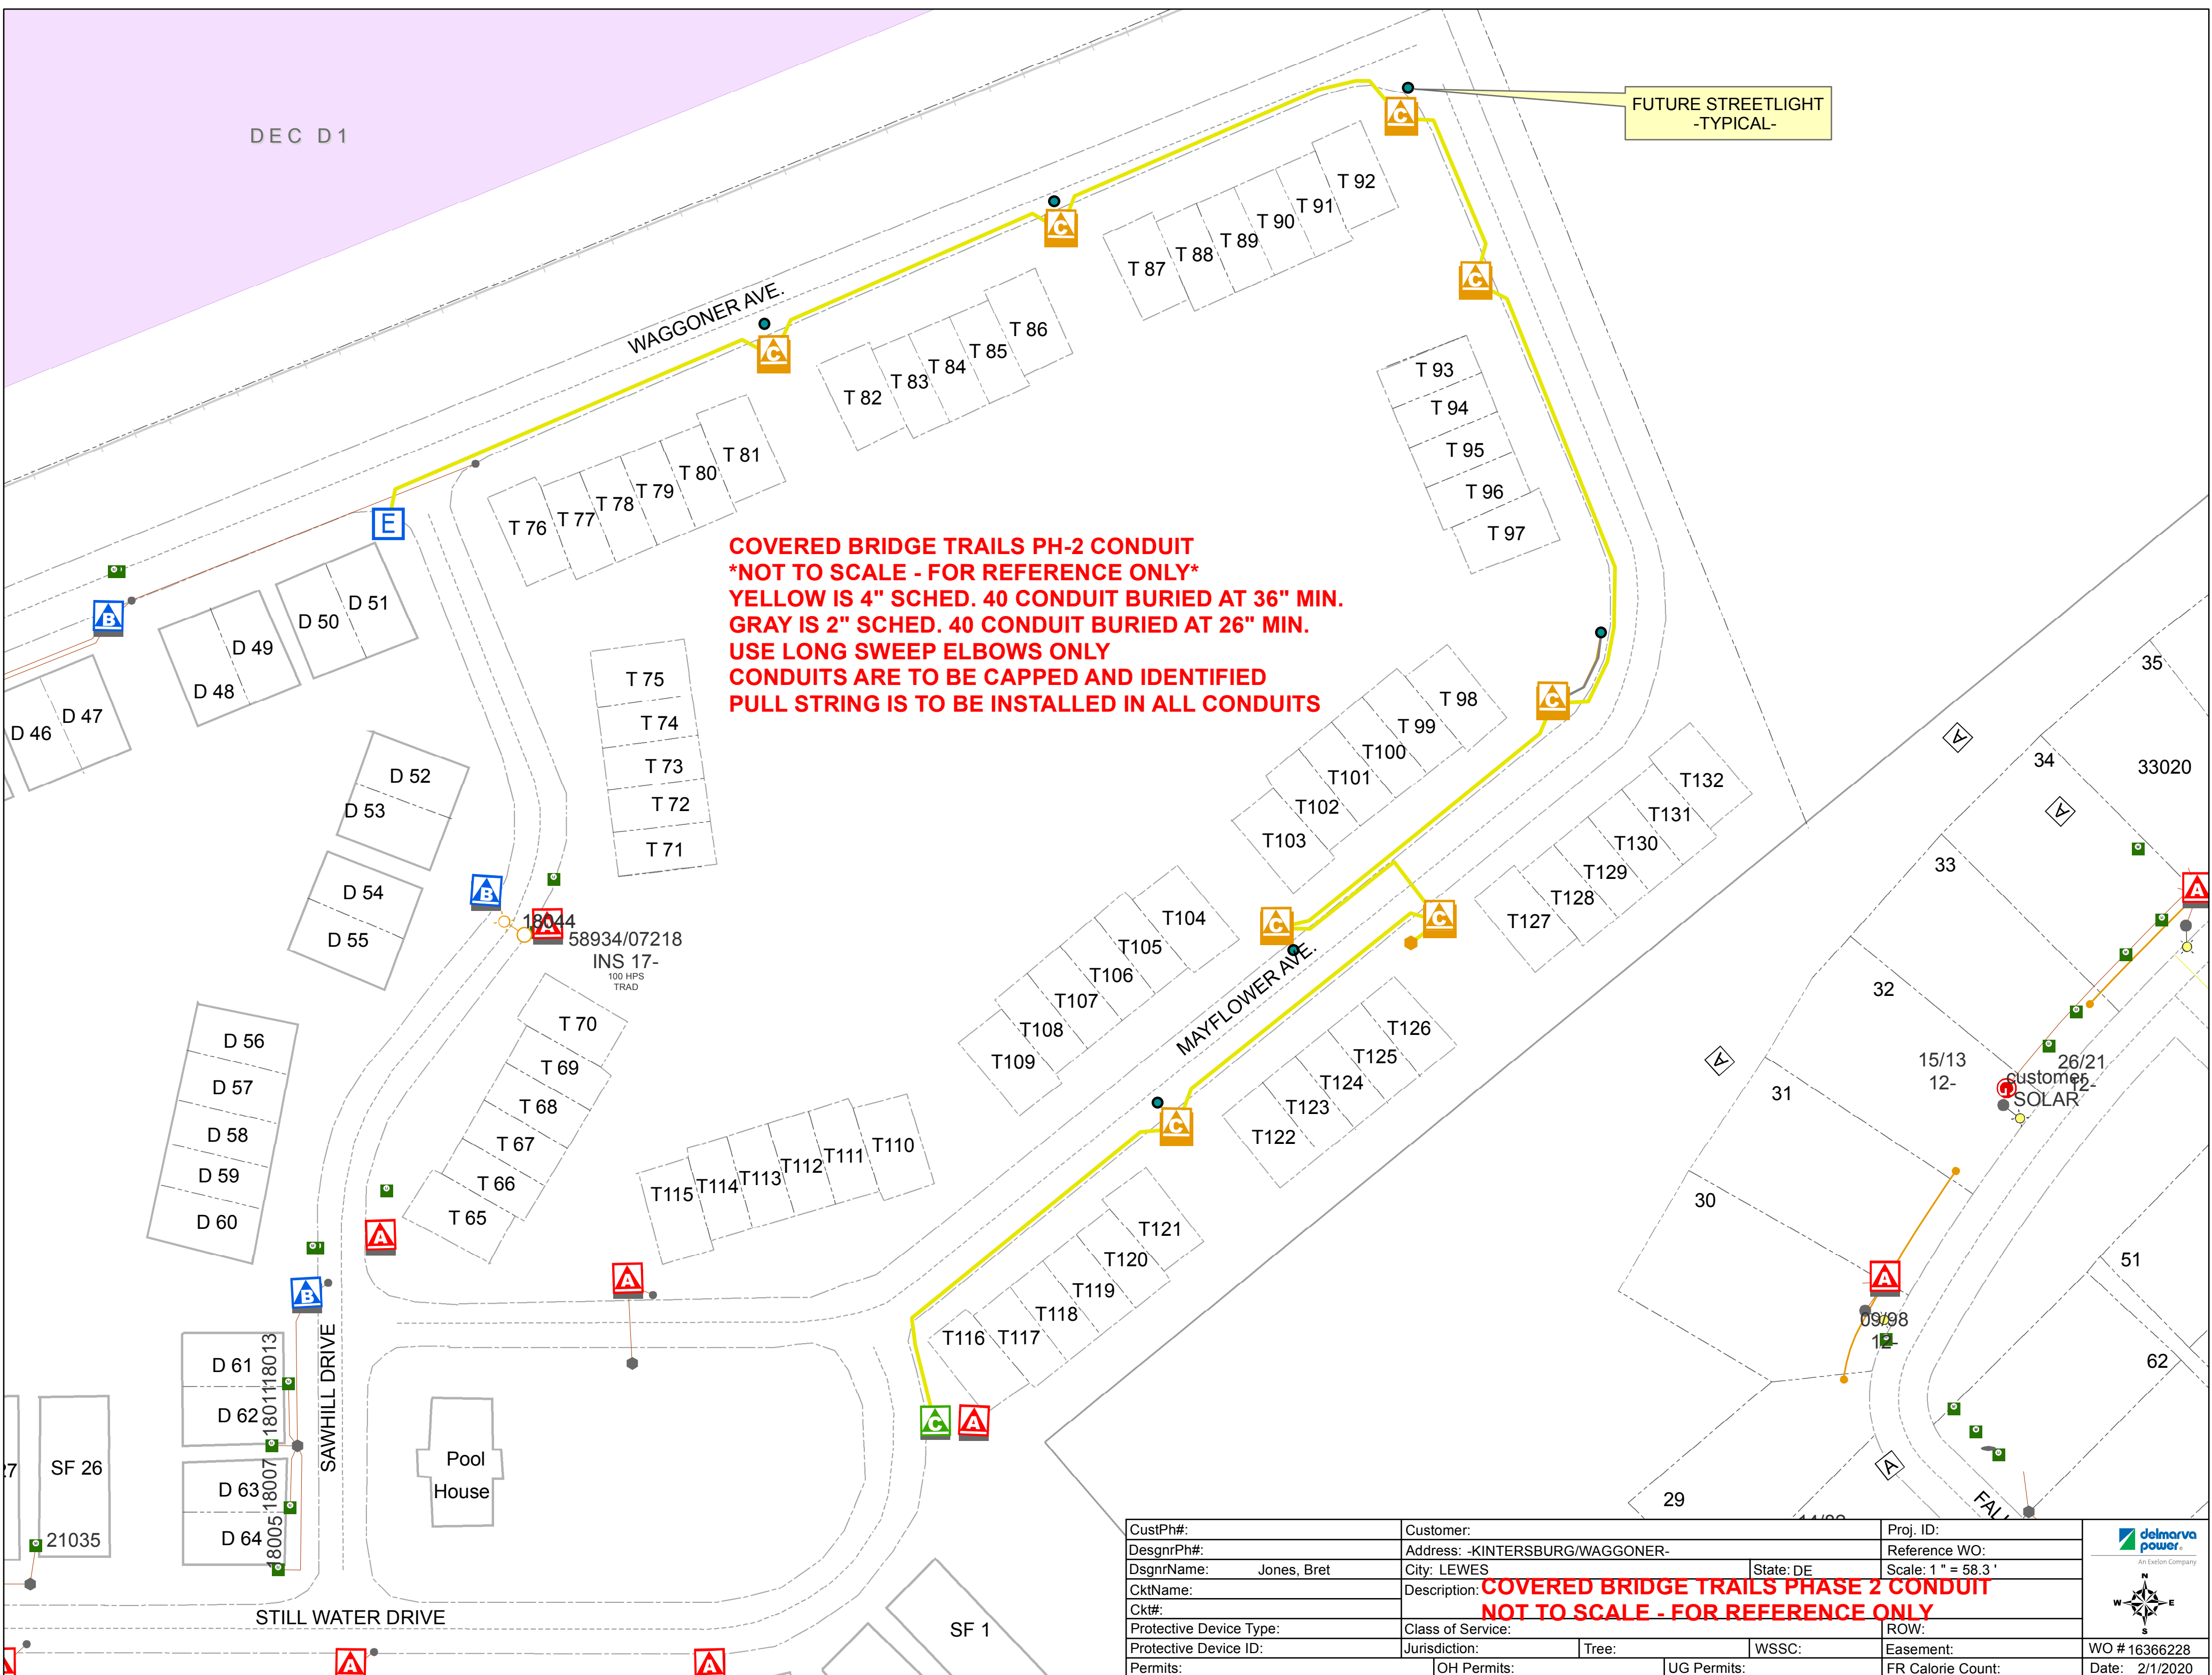 DEC D1
FUTURE STREETLIGHT
-TYPICAL-
WAGGONER AVE.
T 92
T 91
T 90
T 89
T 88
T 87
T 86
T 85
T 84
T 83
T 82
T 81
T 80
T 79
T 78
T 77
T 76
T 93
T 94
T 95
T 96
T 97
E
COVERED BRIDGE TRAILS PH-2 CONDUIT
*NOT TO SCALE - FOR REFERENCE ONLY*
YELLOW IS 4" SCHED. 40 CONDUIT BURIED AT 36" MIN.
GRAY IS 2" SCHED. 40 CONDUIT BURIED AT 26" MIN.
USE LONG SWEEP ELBOWS ONLY
CONDUITS ARE TO BE CAPPED AND IDENTIFIED
PULL STRING IS TO BE INSTALLED IN ALL CONDUITS
D 51
D 50
D 49
D 48
D 47
D 46
D 52
D 53
D 54
D 55
T 75
T 74
T 73
T 72
T 71
T 98
T 99
T100
T101
T102
T103
T104
T105
T106
T107
T108
T109
T132
T131
T130
T129
T128
T127
T126
T125
T124
T123
T122
MAYFLOWER AVE.
35
34
33020
33
32
31
30
18044
58934/07218
INS 17-
100 HPS
TRAD
D 56
D 57
D 58
D 59
D 60
T 70
T 69
T 68
T 67
T 66
T 65
T115
T114
T113
T112
T111
T110
T121
T120
T119
T118
T117
T116
15/13
12-
26/21
12-
customer
SOLAR
09/98
12-
51
62
29
D 61
D 62
D 63
D 64
18013
18011
18007
18005
SAWHILL DRIVE
SF 26
21035
Pool
House
STILL WATER DRIVE
SF 1
CustPh#:
Customer:
Proj. ID:
DesgnrPh#:
Address: -KINTERSBURG/WAGGONER-
Reference WO:
DsgnrName: Jones, Bret
City: LEWES
State: DE
Scale: 1 " = 58.3 '
CktName:
Description: COVERED BRIDGE TRAILS PHASE 2 CONDUIT
NOT TO SCALE - FOR REFERENCE ONLY
Ckt#:
Protective Device Type:
Class of Service:
ROW:
Protective Device ID:
Jurisdiction:
Tree:
WSSC:
Easement:
Permits:
OH Permits:
UG Permits:
FR Calorie Count:
delmarva
power
An Exelon Company
N
W E
S
WO # 16366228
Date: 2/1/2020